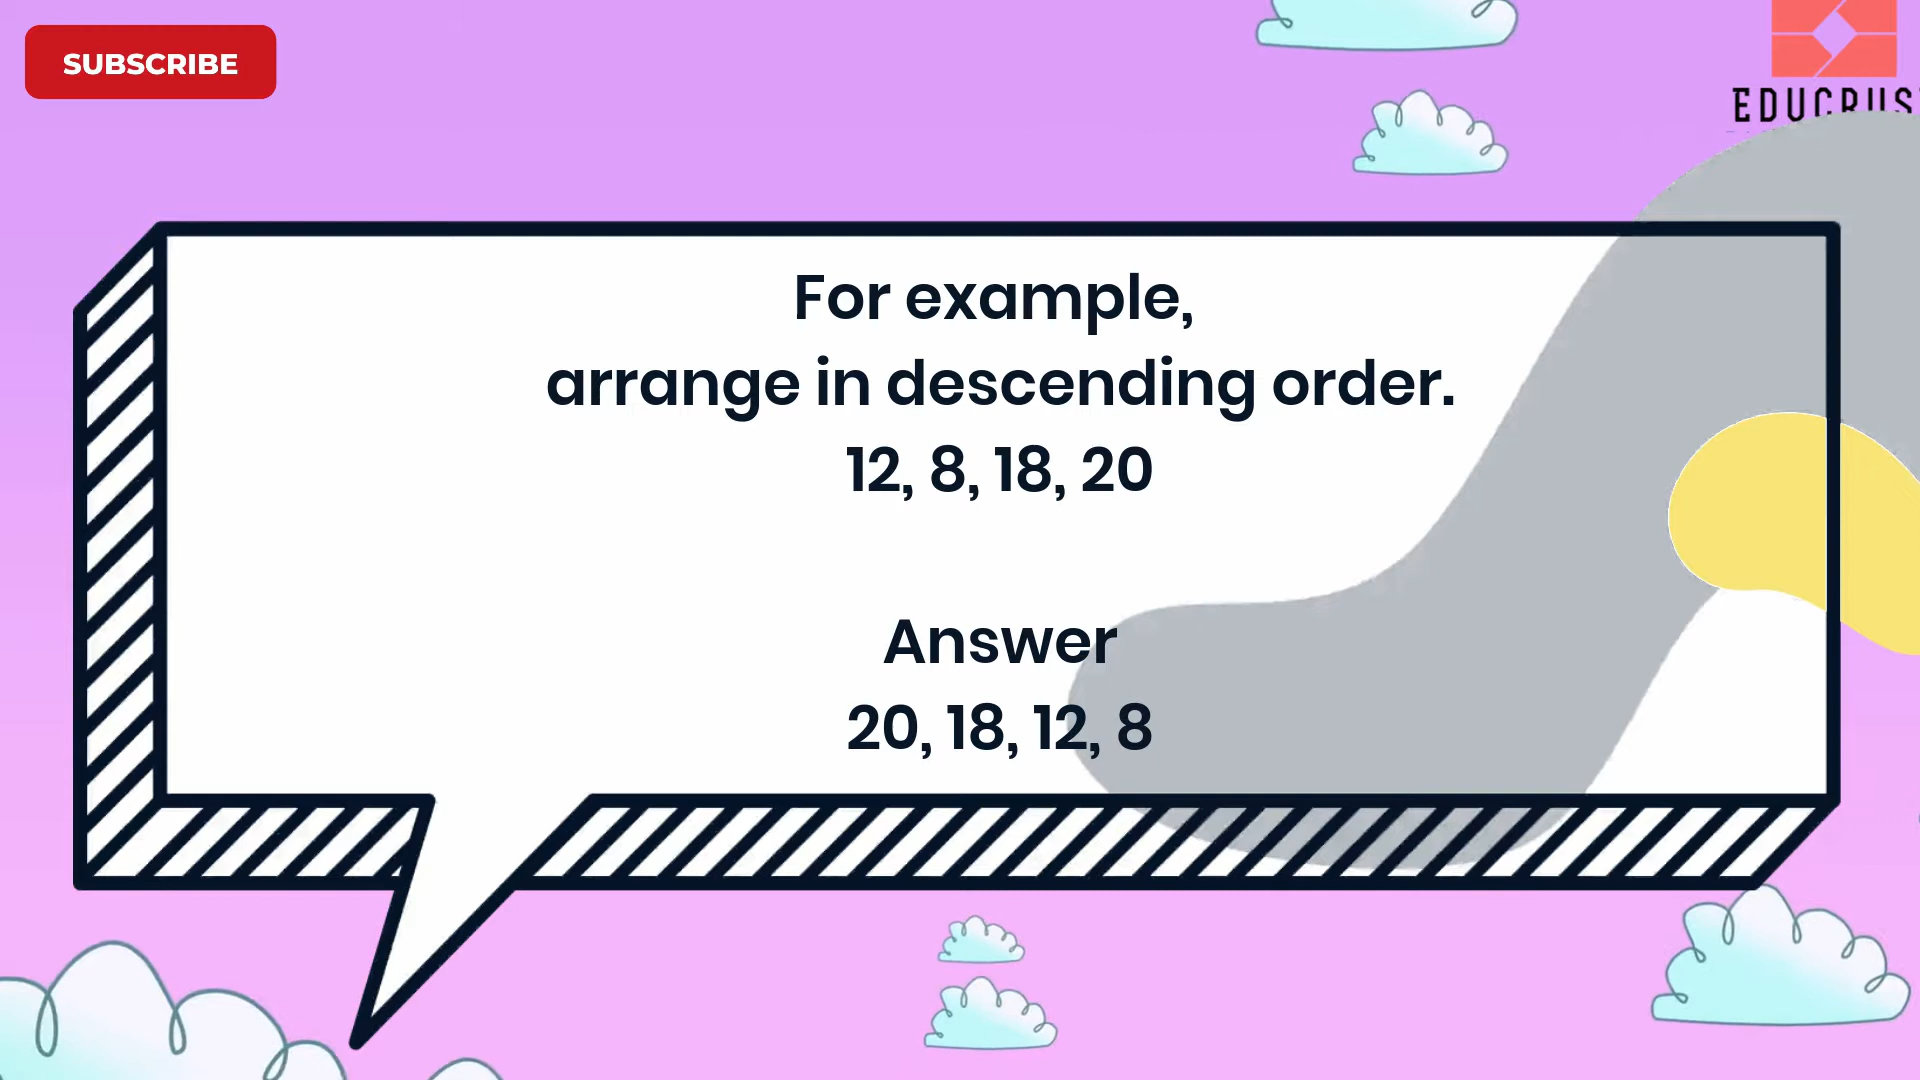 SUBSCRIBE
For example,
arrange in descending order.
12, 8, 18, 20
Answer
20, 18, 12, 8